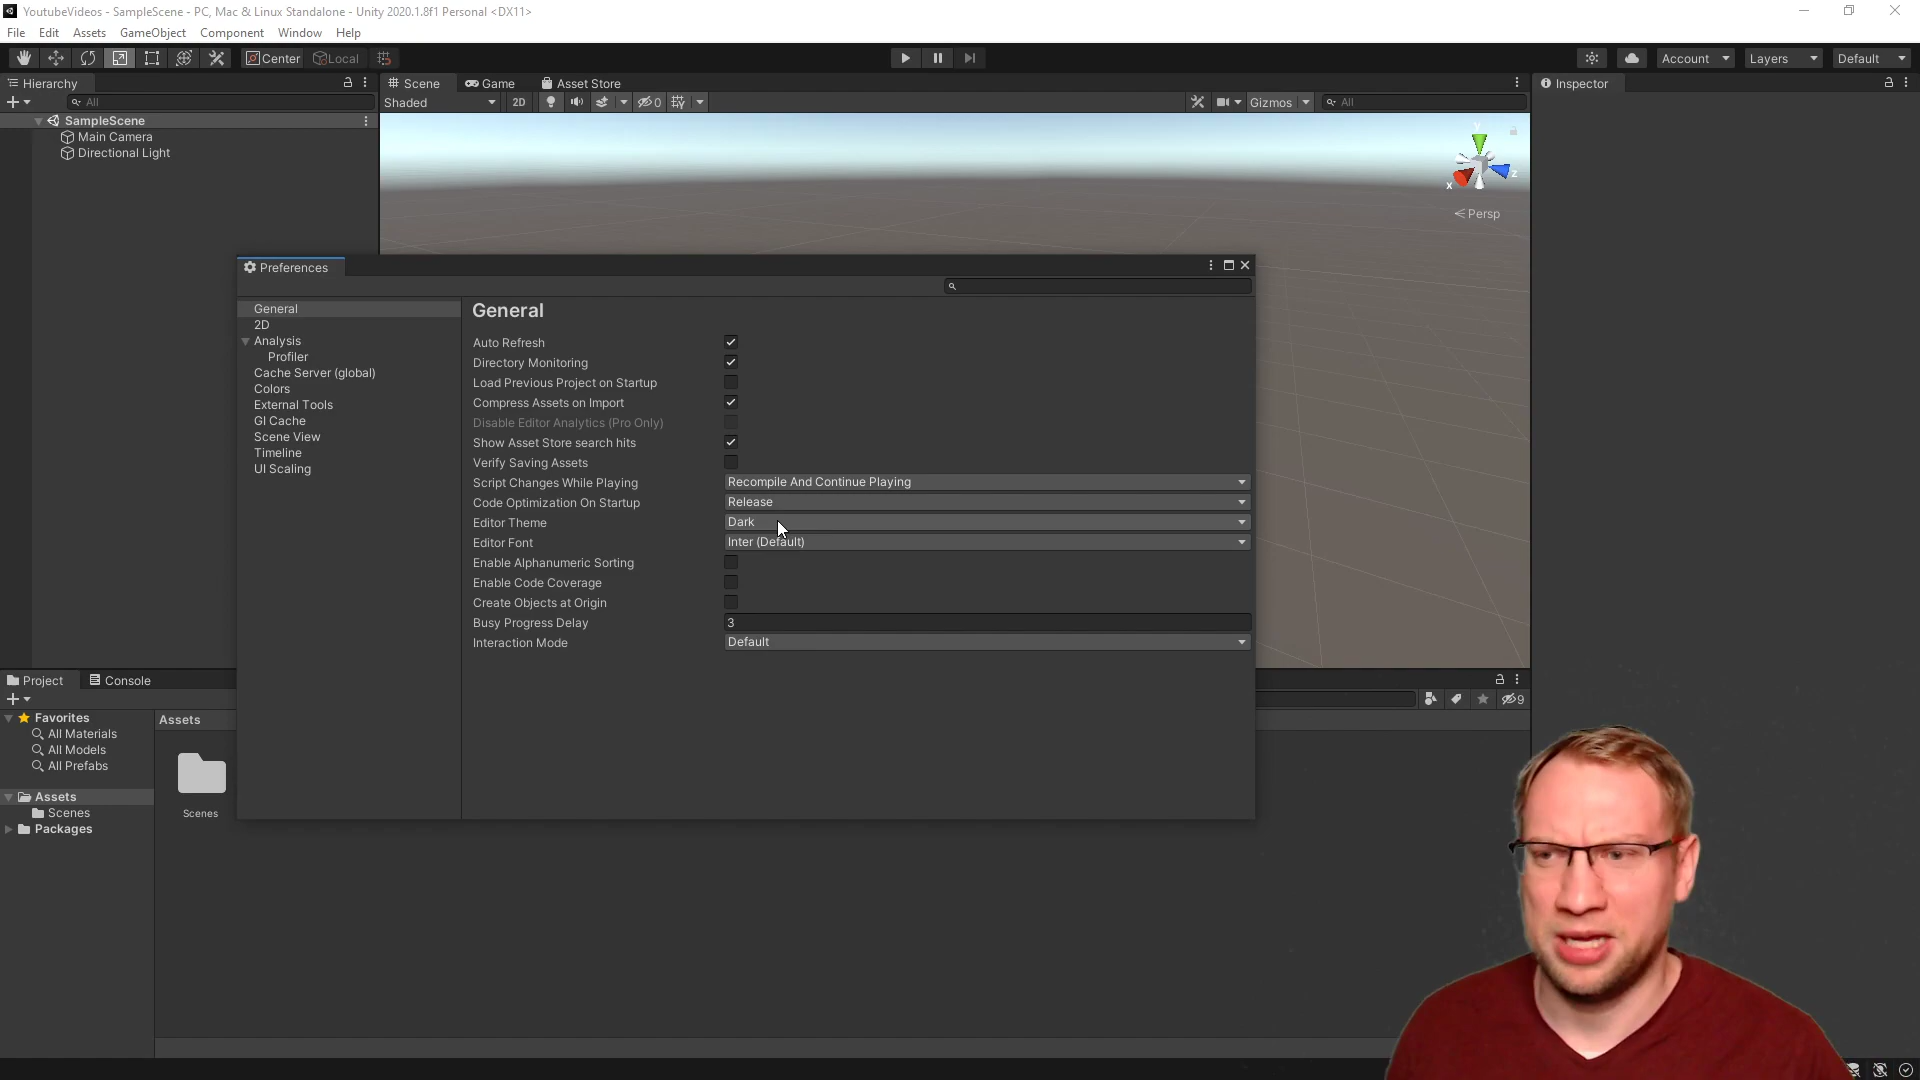 YoutubeVideos - SampleScene - PC, Mac & Linux Standalone - Unity 2020.1.8f1 Personal <DX11>
File Edit Assets GameObject Component Window Help
Center Local Account Layers Default
Hierarchy
All
SampleScene
Main Camera
Directional Light
Scene Game Asset Store
Shaded 2D 0 Gizmos All
y
x
z
Persp
Inspector
Preferences
General
2D
Analysis
Profiler
Cache Server (global)
Colors
External Tools
GI Cache
Scene View
Timeline
UI Scaling
General
Auto Refresh
Directory Monitoring
Load Previous Project on Startup
Compress Assets on Import
Disable Editor Analytics (Pro Only)
Show Asset Store search hits
Verify Saving Assets
Script Changes While Playing Recompile And Continue Playing
Code Optimization On Startup Release
Editor Theme Dark
Editor Font Inter (Default)
Enable Alphanumeric Sorting
Enable Code Coverage
Create Objects at Origin
Busy Progress Delay 3
Interaction Mode Default
Project Console
9
Favorites
All Materials
All Models
All Prefabs
Assets
Scenes
Packages
Assets
Scenes